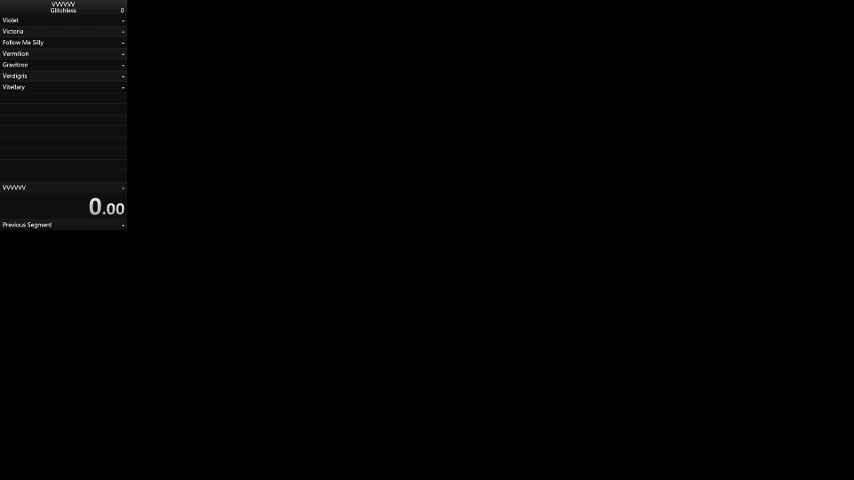 VVVVVV
Glitchless 0
Violet -
Victoria -
Follow Me Silly -
Vermilion -
Gravitron -
Verdigris -
Vitellary -
VVVVVV -
0.00
Previous Segment -